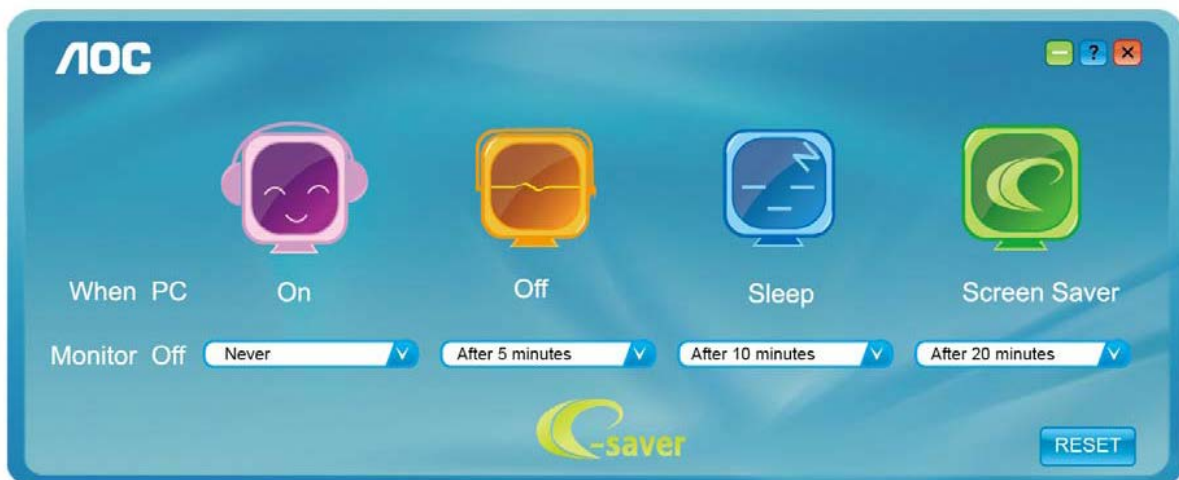 AOC
?
When PC On Off Sleep Screen Saver
Monitor Off Never After 5 minutes After 10 minutes After 20 minutes
e-saver
RESET